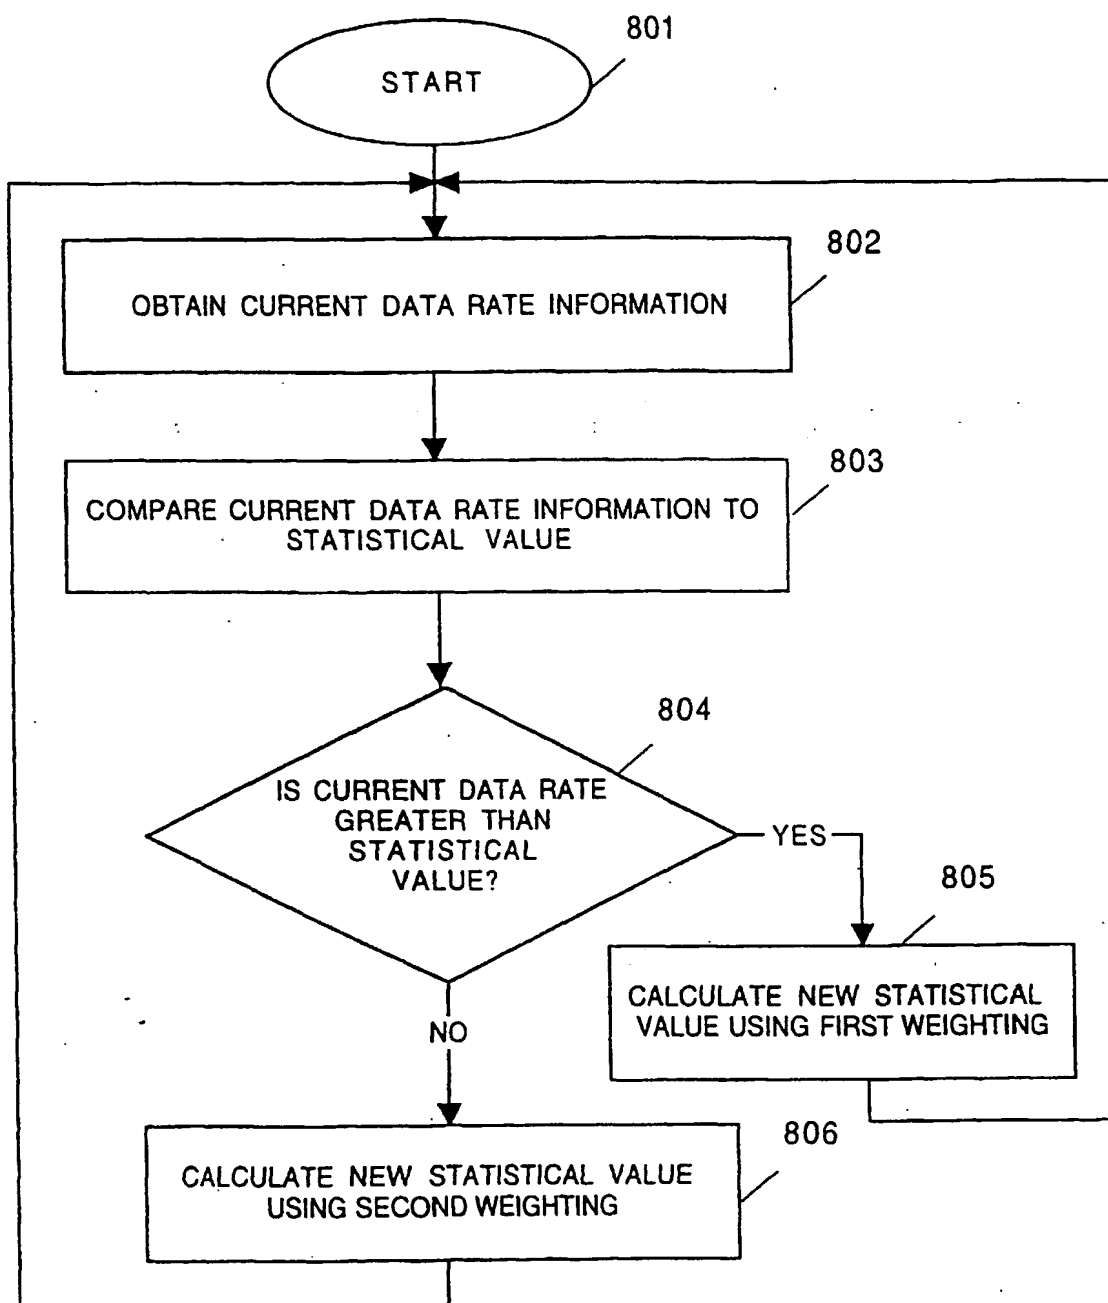 801
START
802
OBTAIN CURRENT DATA RATE INFORMATION
803
COMPARE CURRENT DATA RATE INFORMATION TO
STATISTICAL VALUE
804
IS CURRENT DATA RATE
GREATER THAN
STATISTICAL
VALUE?
YES
805
CALCULATE NEW STATISTICAL
VALUE USING FIRST WEIGHTING
NO
806
CALCULATE NEW STATISTICAL VALUE
USING SECOND WEIGHTING